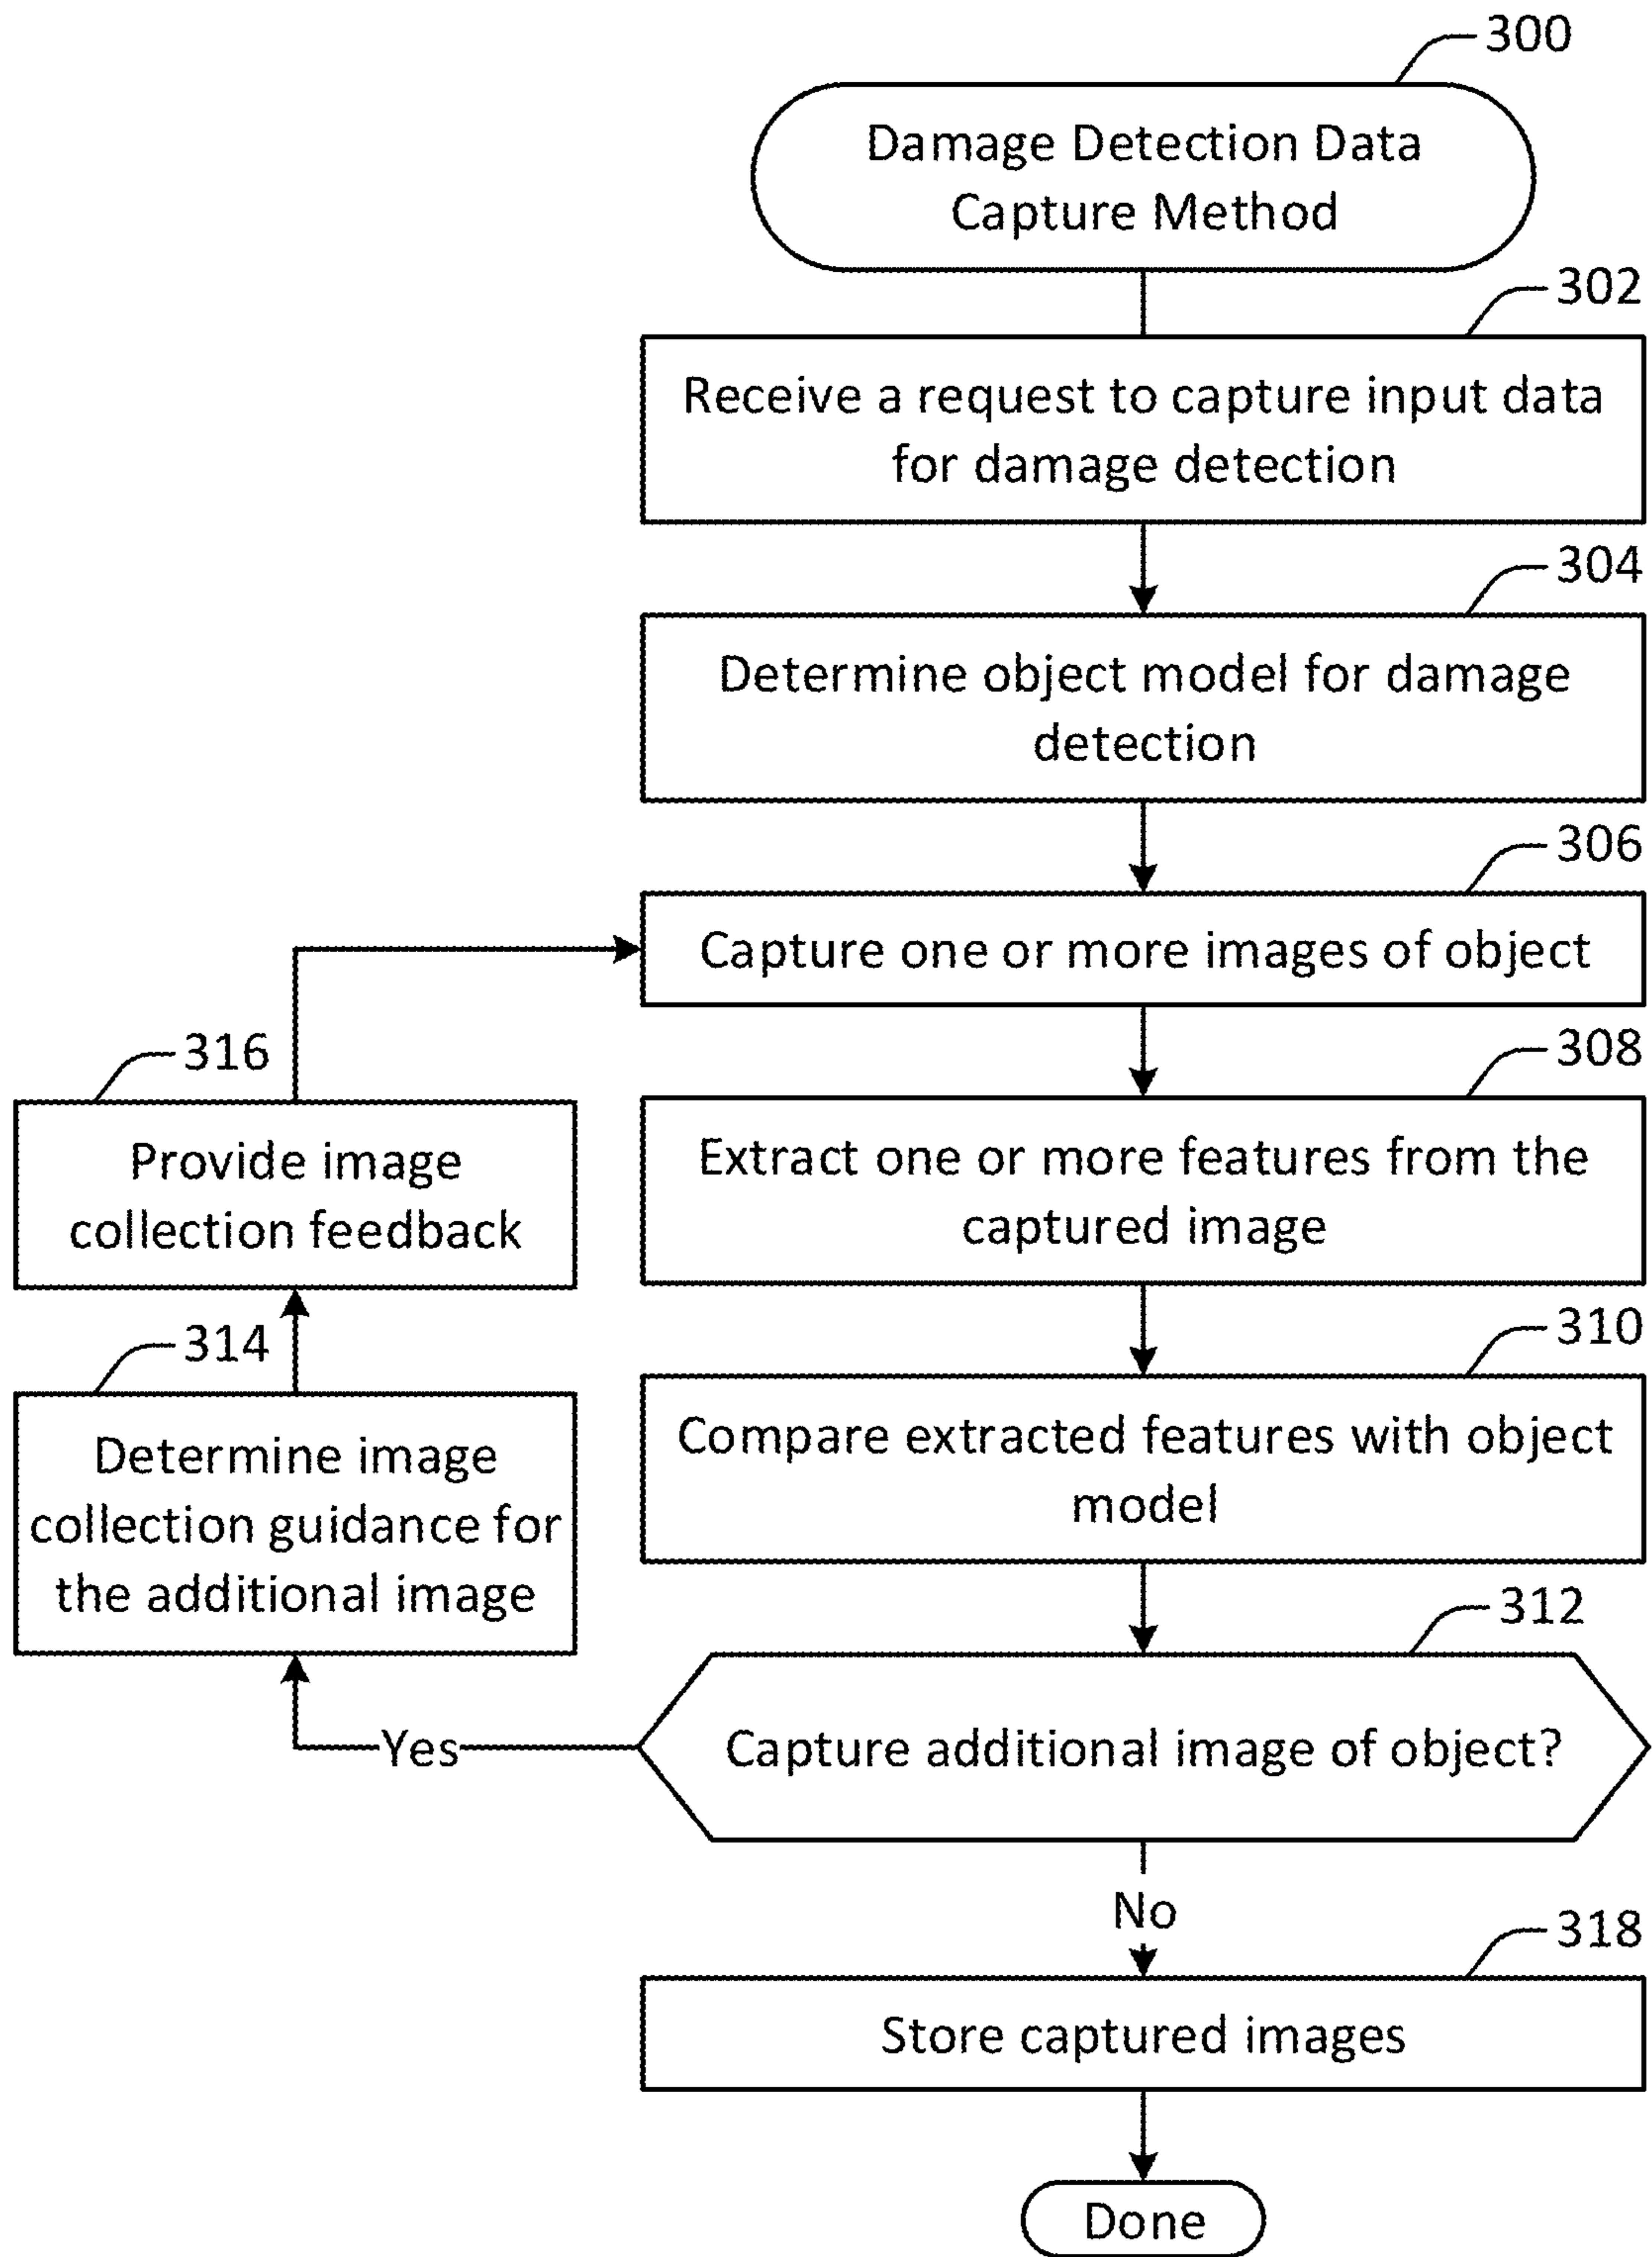 300
Damage Detection Data
Capture Method
302
Receive a request to capture input data
for damage detection
304
Determine object model for damage
detection
306
Capture one or more images of object
308
Extract one or more features from the
captured image
310
Compare extracted features with object
model
312
Capture additional image of object?
Yes
314
Determine image
collection guidance for
the additional image
316
Provide image
collection feedback
No
318
Store captured images
Done